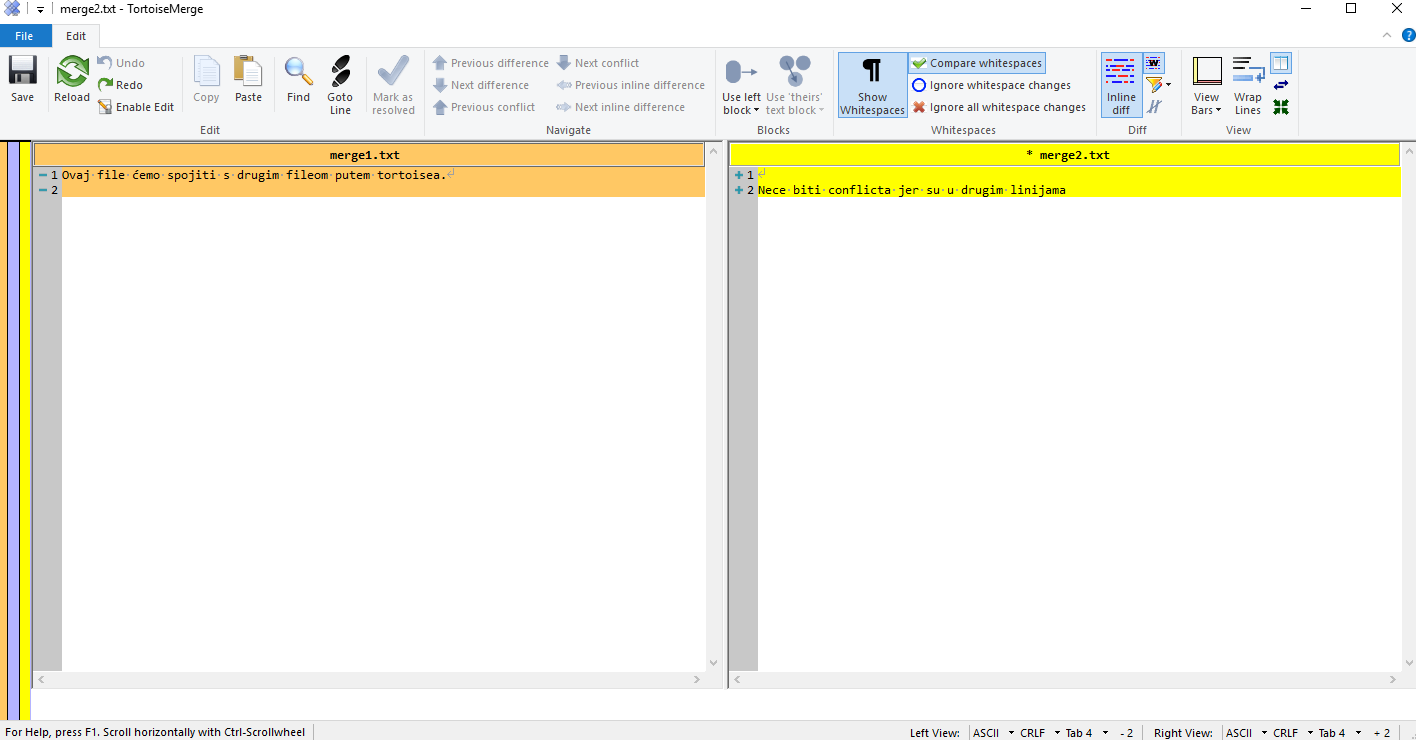 merge2.txt - TortoiseMerge
File Edit
Save Reload Undo Redo Enable Edit Copy Paste Find Goto Line Mark as resolved
Previous difference Next conflict
Next difference Previous inline difference
Previous conflict Next inline difference
Use left block Use 'theirs' text block
Show Whitespaces
Compare whitespaces
Ignore whitespace changes
Ignore all whitespace changes
Inline diff
View Bars Wrap Lines
Edit Navigate Blocks Whitespaces Diff View
merge1.txt
1 Ovaj file ćemo spojiti s drugim fileom putem tortoisea.
2
* merge2.txt
1
2 Nece biti conflicta jer su u drugim linijama
For Help, press F1. Scroll horizontally with Ctrl-Scrollwheel
Left View: ASCII CRLF Tab 4 - 2 Right View: ASCII CRLF Tab 4 + 2